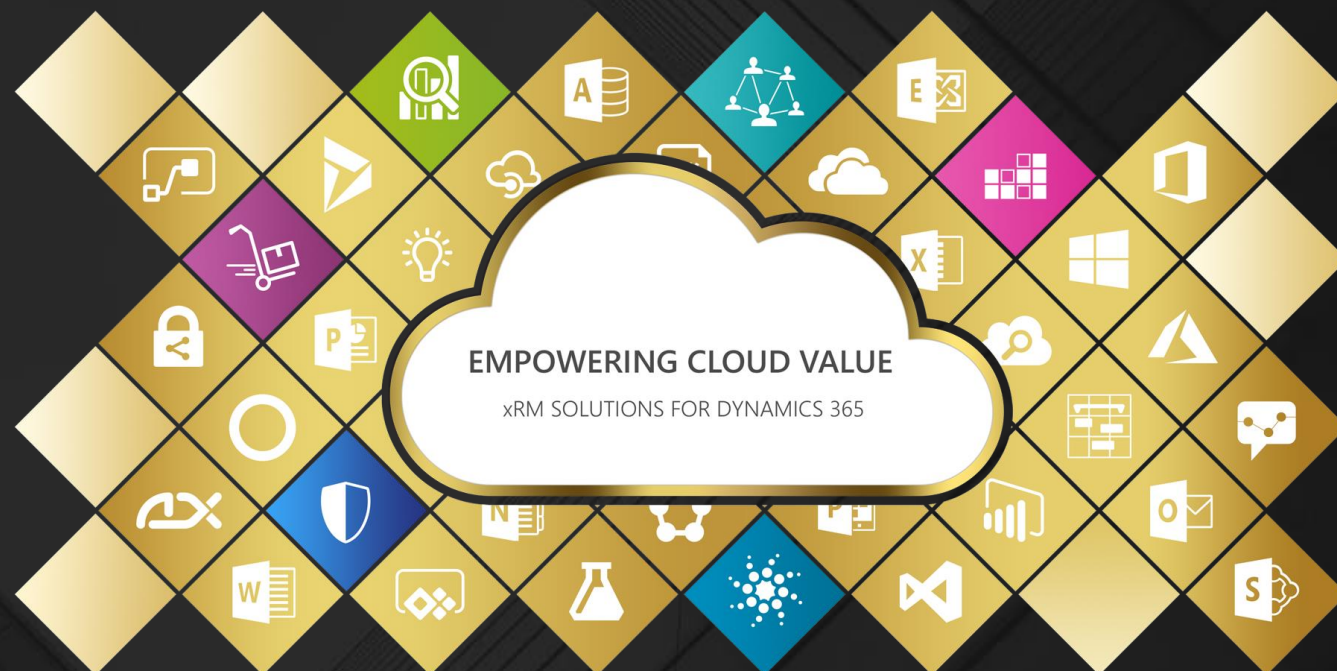 A
E
X
P
EMPOWERING CLOUD VALUE
xRM SOLUTIONS FOR DYNAMICS 365
N
P
O
W
S